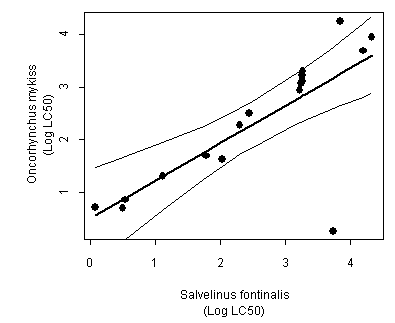 Oncorhynchus mykiss
(Log LC50)
4
3
2
1
0 1 2 3 4
Salvelinus fontinalis
(Log LC50)